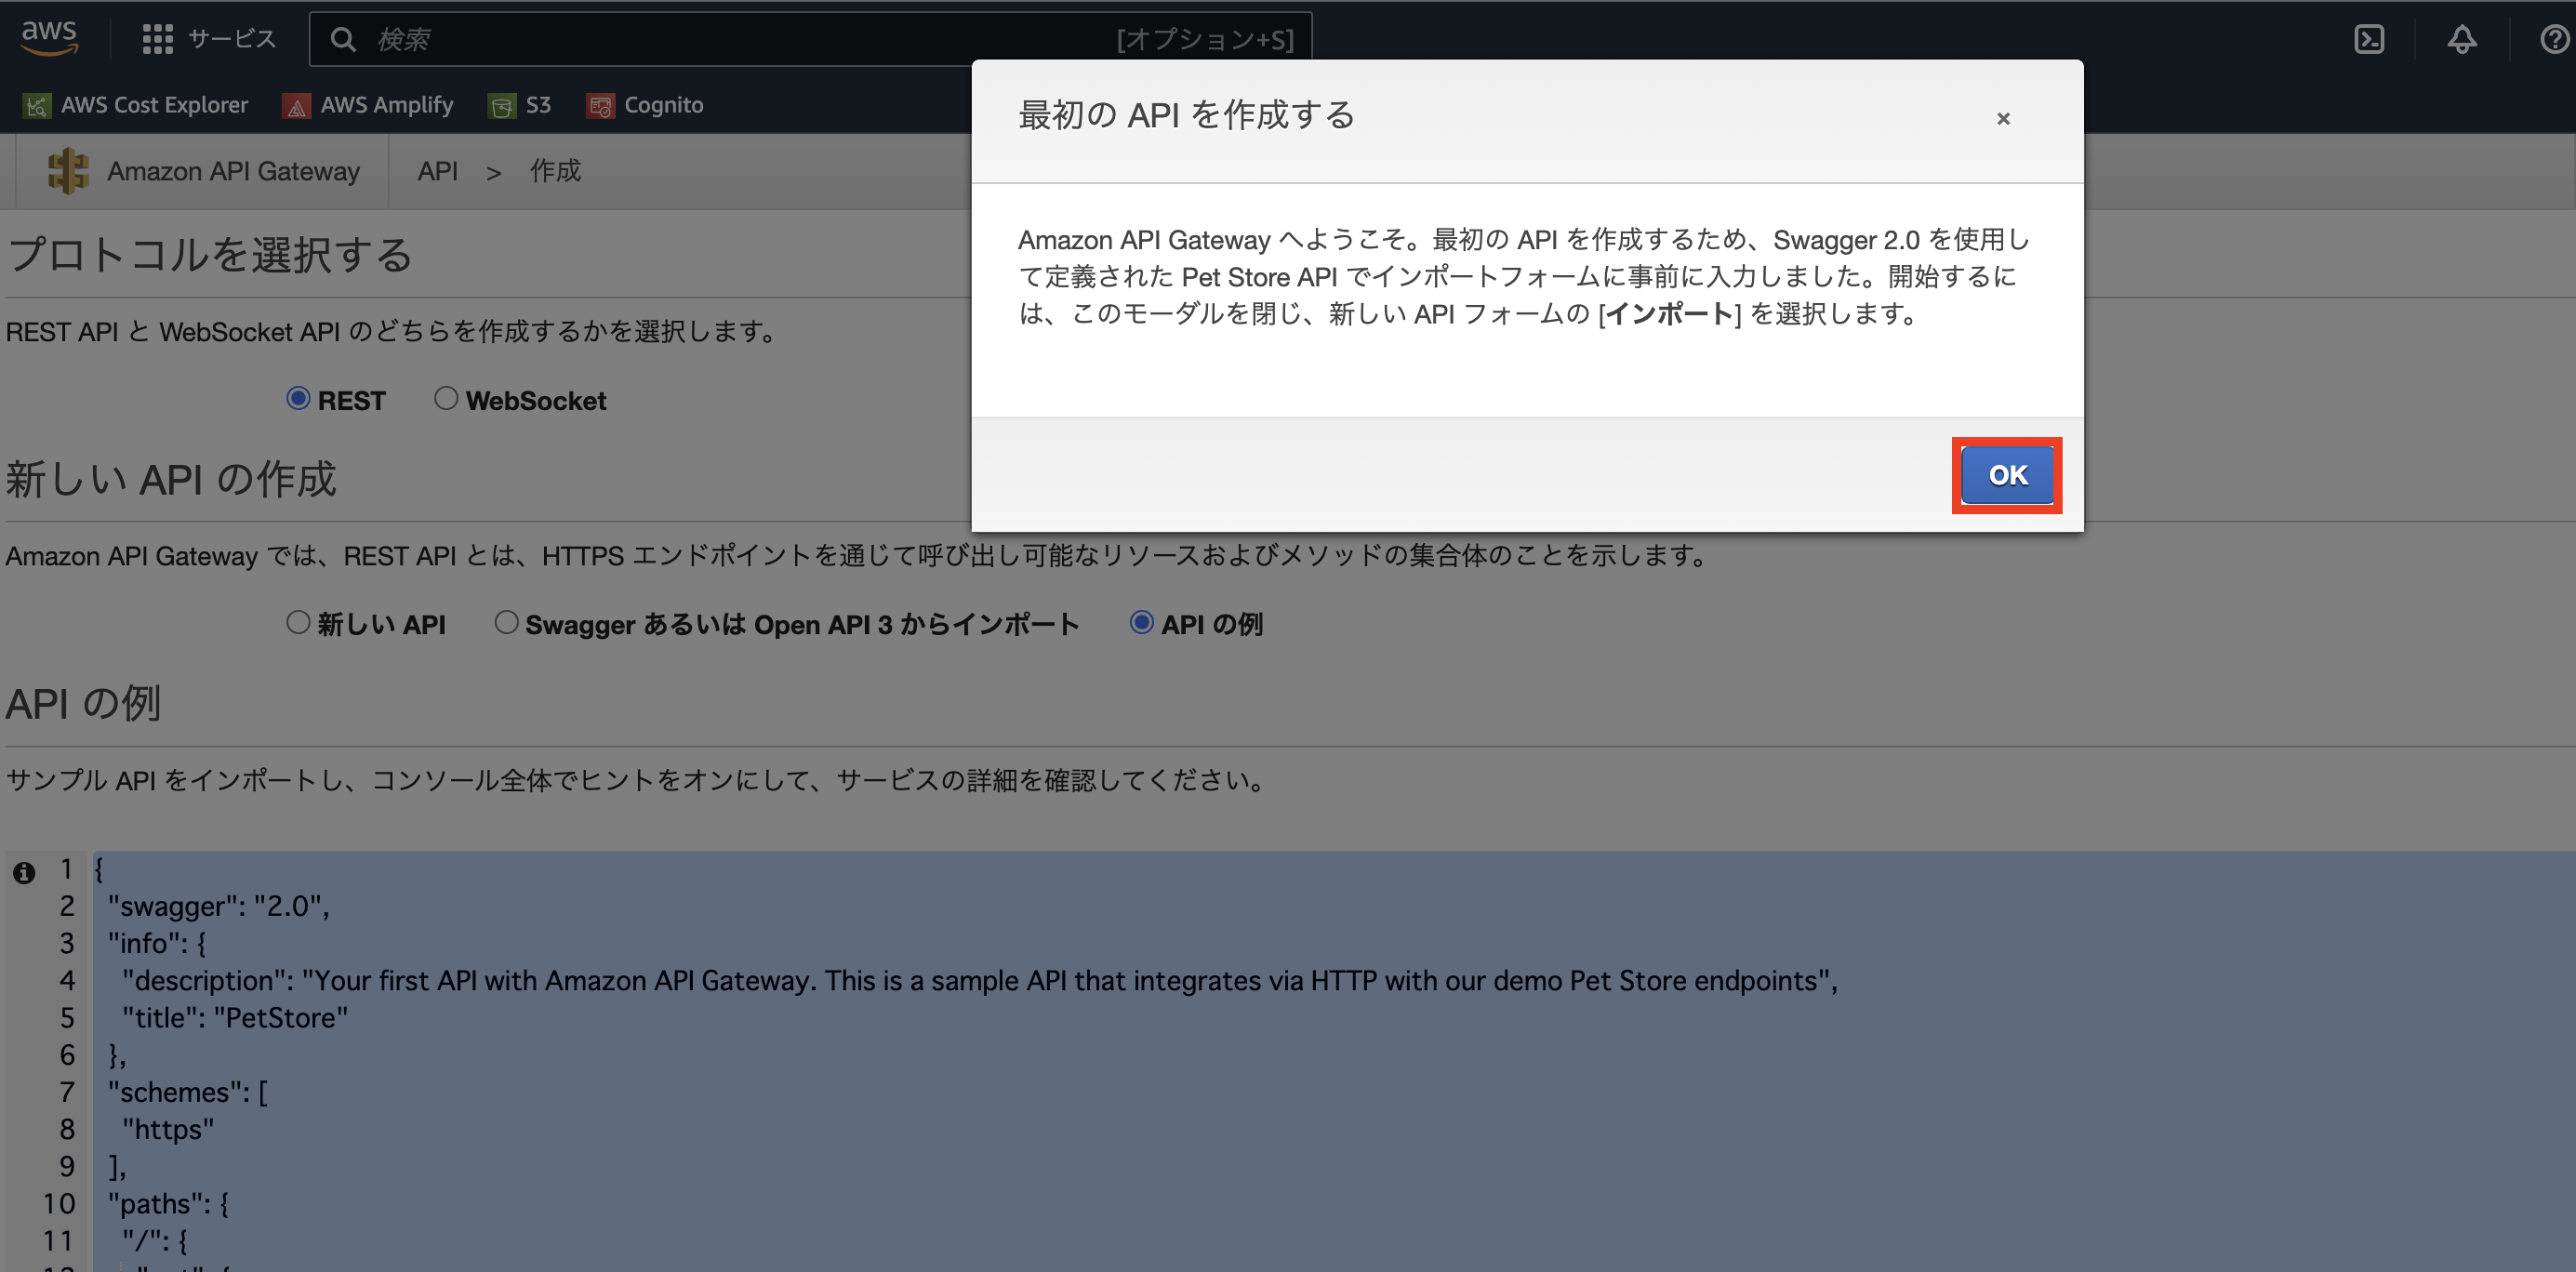 aws サービス 検索 [オプション+S]
AWS Cost Explorer AWS Amplify S3 Cognito
Amazon API Gateway API > 作成
最初の API を作成する ×
Amazon API Gateway へようこそ。最初の API を作成するため、Swagger 2.0 を使用し
て定義された Pet Store API でインポートフォームに事前に入力しました。開始するに
は、このモーダルを閉じ、新しい API フォームの [インポート] を選択します。
OK
プロトコルを選択する
REST API と WebSocket API のどちらを作成するかを選択します。
REST WebSocket
新しい API の作成
Amazon API Gateway では、REST API とは、HTTPS エンドポイントを通じて呼び出し可能なリソースおよびメソッドの集合体のことを示します。
新しい API Swagger あるいは Open API 3 からインポート API の例
API の例
サンプル API をインポートし、コンソール全体でヒントをオンにして、サービスの詳細を確認してください。
1 {
2 "swagger": "2.0",
3 "info": {
4 "description": "Your first API with Amazon API Gateway. This is a sample API that integrates via HTTP with our demo Pet Store endpoints",
5 "title": "PetStore"
6 },
7 "schemes": [
8 "https"
9 ],
10 "paths": {
11 "/": {